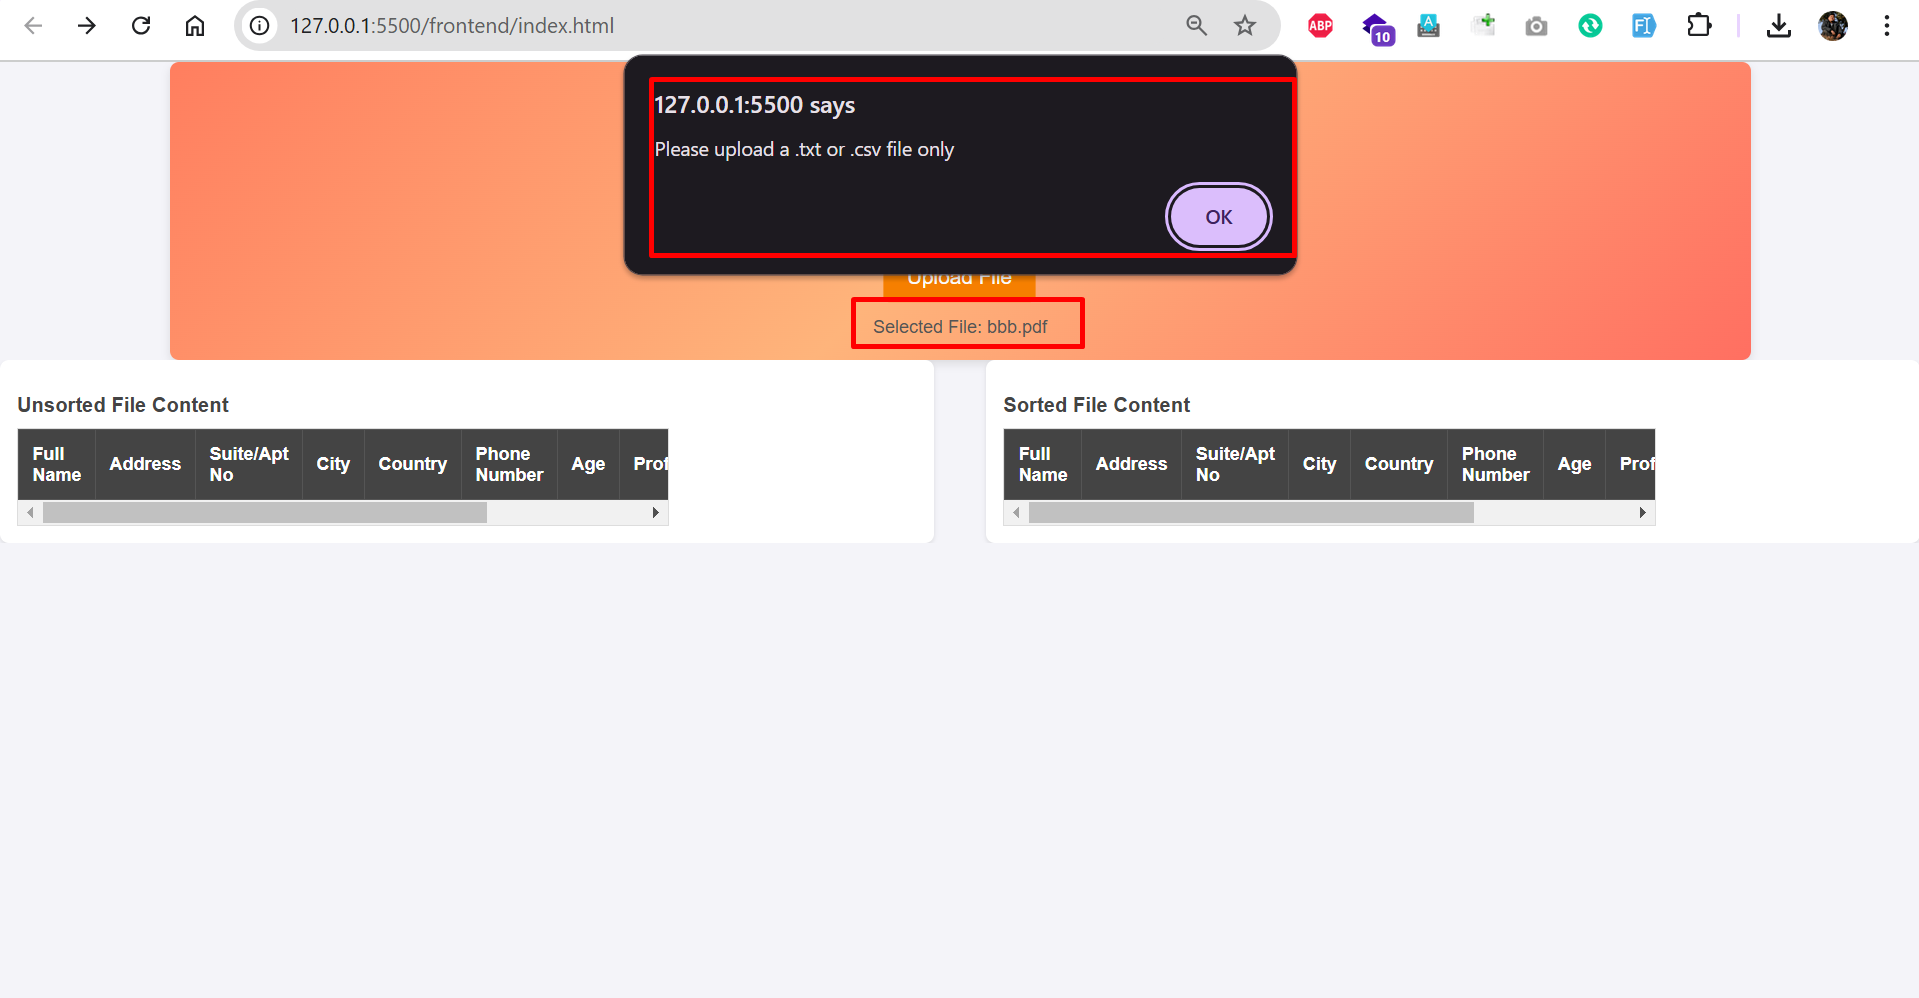 127.0.0.1:5500/frontend/index.html
ABP
10
A
F
127.0.0.1:5500 says
Please upload a .txt or .csv file only
OK
Upload File
Selected File: bbb.pdf
Unsorted File Content
Full Name Address Suite/Apt No City Country Phone Number Age Prof
Sorted File Content
Full Name Address Suite/Apt No City Country Phone Number Age Prof